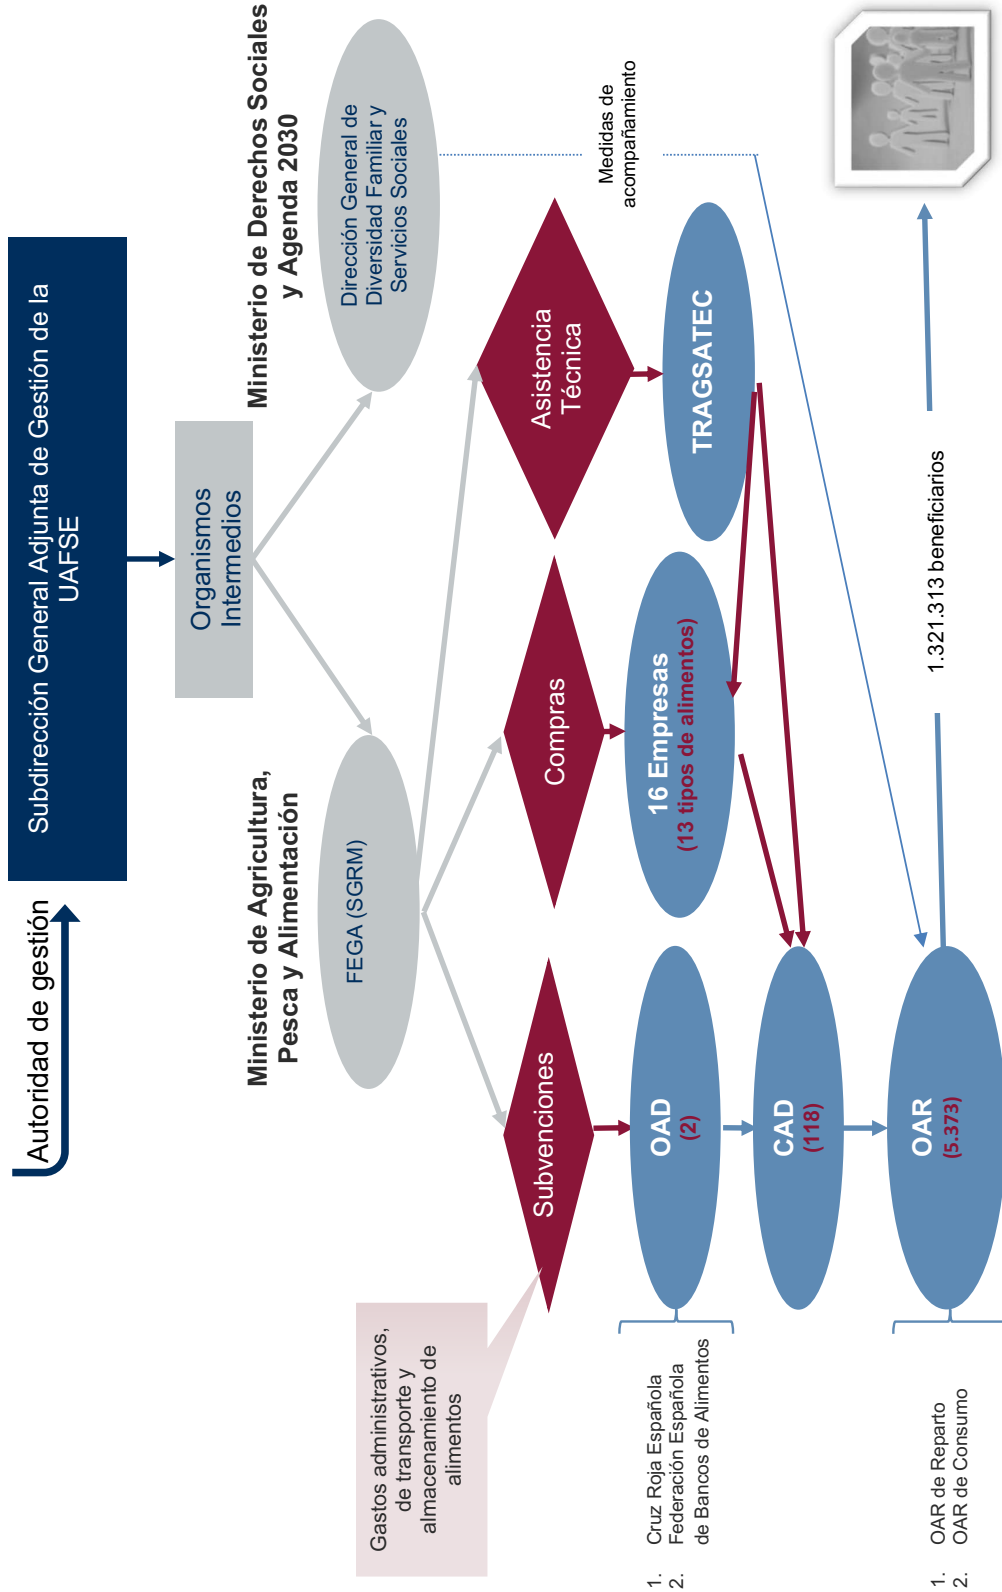 Autoridad de gestión
Subdirección General Adjunta de Gestión de la
UAFSE
Organismos
Intermedios
Ministerio de Agricultura,
Pesca y Alimentación
Ministerio de Derechos Sociales
y Agenda 2030
FEGA (SGRM)
Dirección General de
Diversidad Familiar y
Servicios Sociales
Gastos administrativos,
de transporte y
almacenamiento de
alimentos
Subvenciones
Compras
Asistencia
Técnica
Medidas de
acompañamiento
1. Cruz Roja Española
2. Federación Española
de Bancos de Alimentos
OAD
(2)
16 Empresas
(13 tipos de alimentos)
TRAGSATEC
CAD
(118)
1. OAR de Reparto
2. OAR de Consumo
OAR
(5.373)
1.321.313 beneficiarios